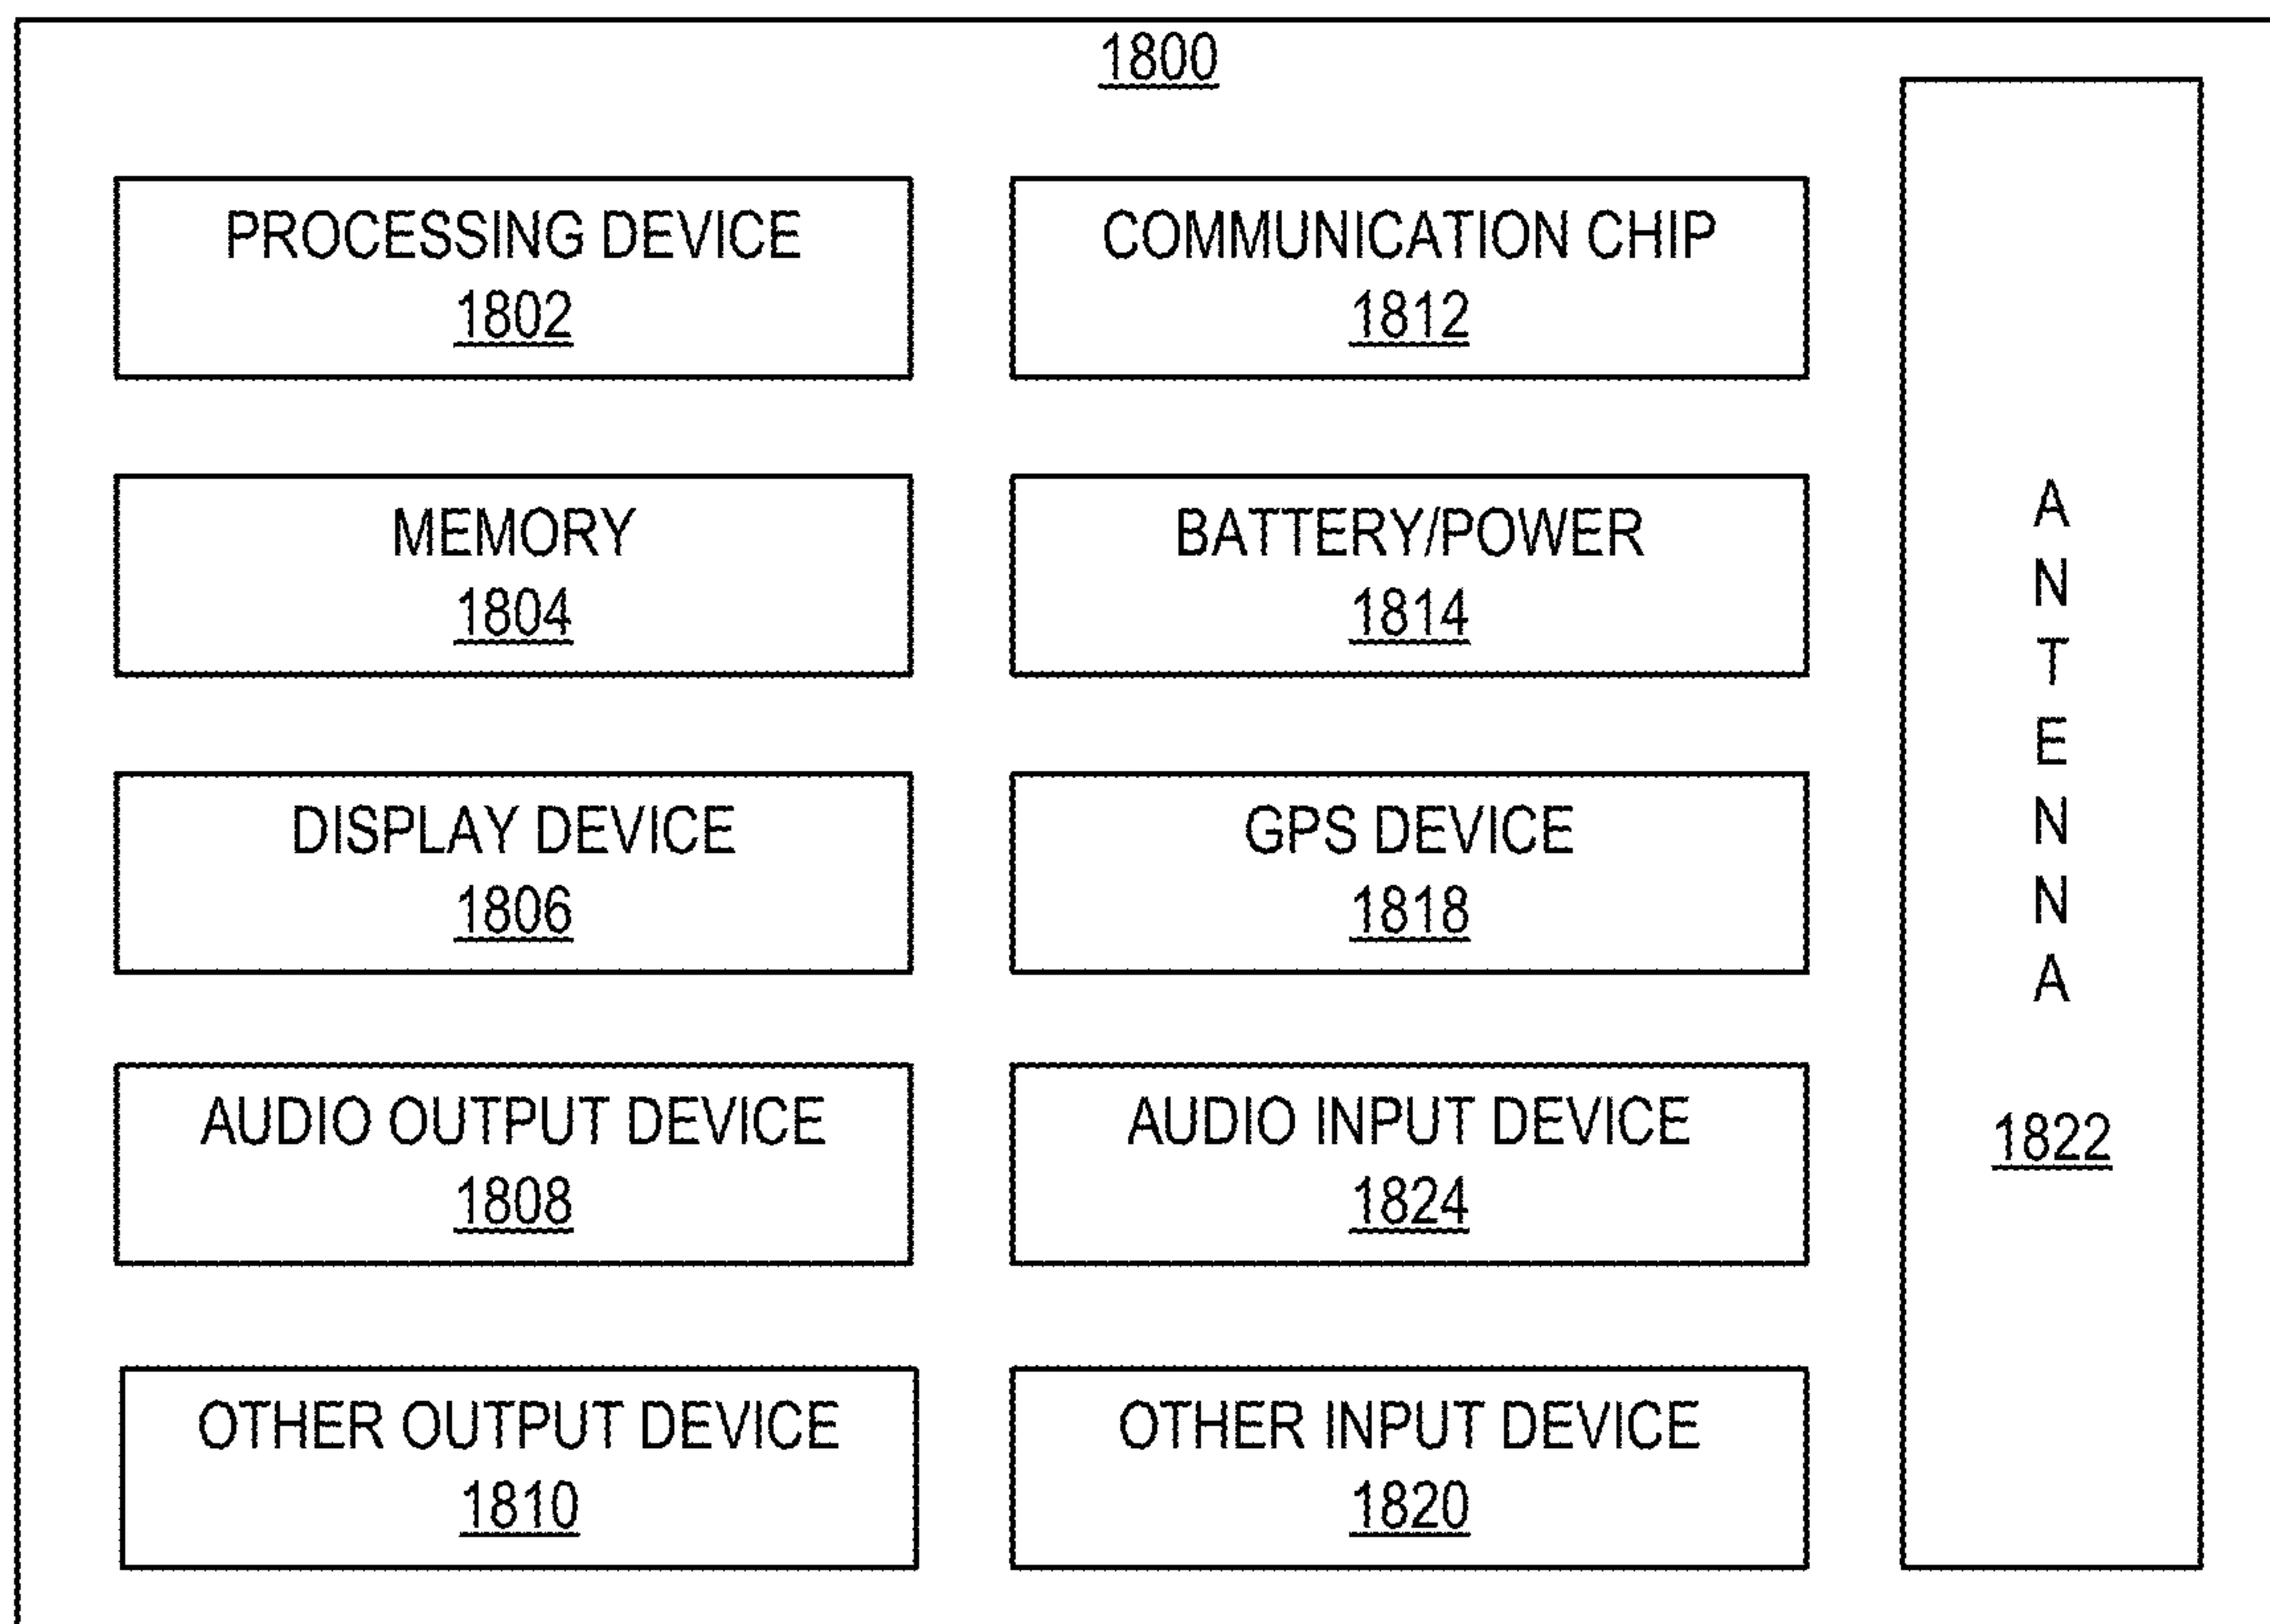 1800
PROCESSING DEVICE
1802
COMMUNICATION CHIP
1812
MEMORY
1804
BATTERY/POWER
1814
DISPLAY DEVICE
1806
GPS DEVICE
1818
AUDIO OUTPUT DEVICE
1808
AUDIO INPUT DEVICE
1824
OTHER OUTPUT DEVICE
1810
OTHER INPUT DEVICE
1820
ANTENNA
1822